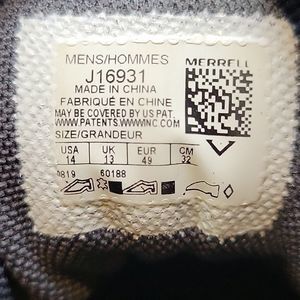 MENS/HOMMES MERRELL
J16931
MADE IN CHINA
FABRIQUÉ EN CHINE
MAY BE COVERED BY US PAT.
WWW.PATENTS.WWWINC.COM
SIZE/GRANDEUR
USA UK EUR CM
14 13 49 32
0819 60188